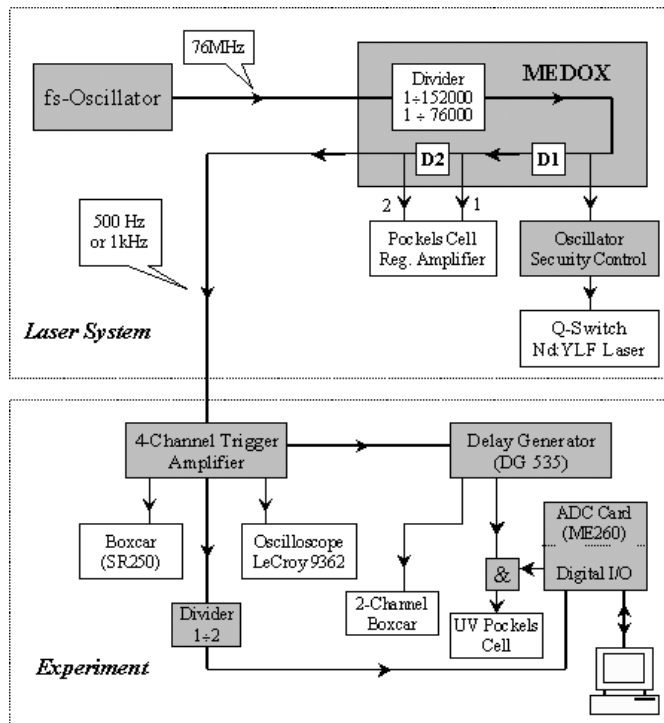 76MHz
fs-Oscillator
MEDOX
Divider
1÷152000
1 ÷ 76000
D2
D1
2
1
500 Hz
or 1kHz
Pockels Cell
Reg. Amplifier
Oscillator
Security Control
Q-Switch
Nd:YLF Laser
Laser System
4-Channel Trigger
Amplifier
Delay Generator
(DG 535)
Boxcar
(SR250)
Oscilloscope
LeCroy 9362
ADC Card
(ME260)
Digital I/O
&
2-Channel
Boxcar
UV Pockels
Cell
Divider
1÷2
Experiment